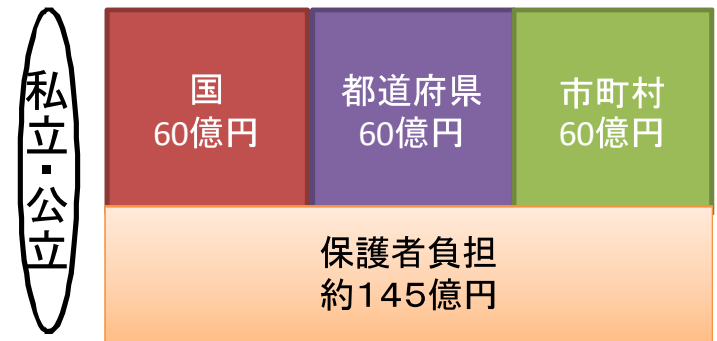 私立・公立
国
60億円
都道府県
60億円
市町村
60億円
保護者負担
約145億円